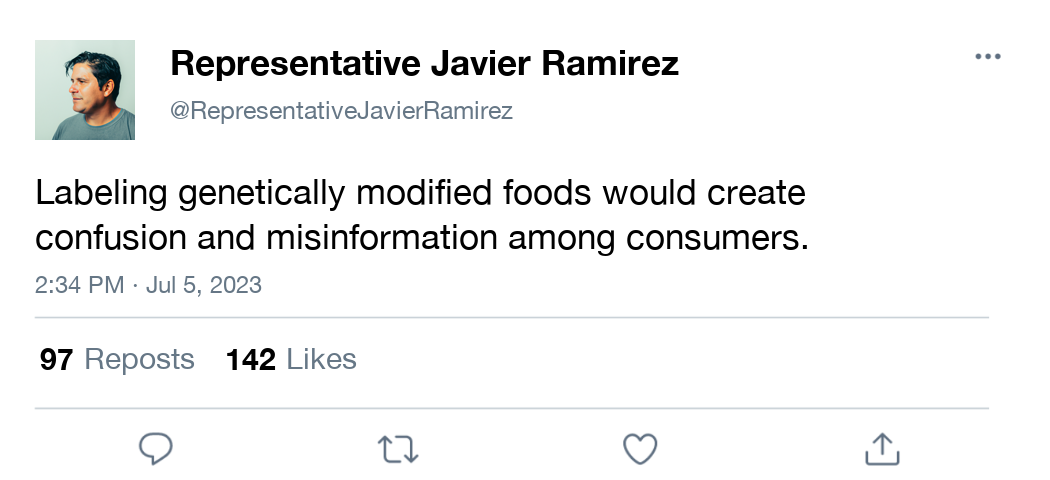 Representative Javier Ramirez
@RepresentativeJavierRamirez
Labeling genetically modified foods would create
confusion and misinformation among consumers.
2:34 PM · Jul 5, 2023
97 Reposts 142 Likes